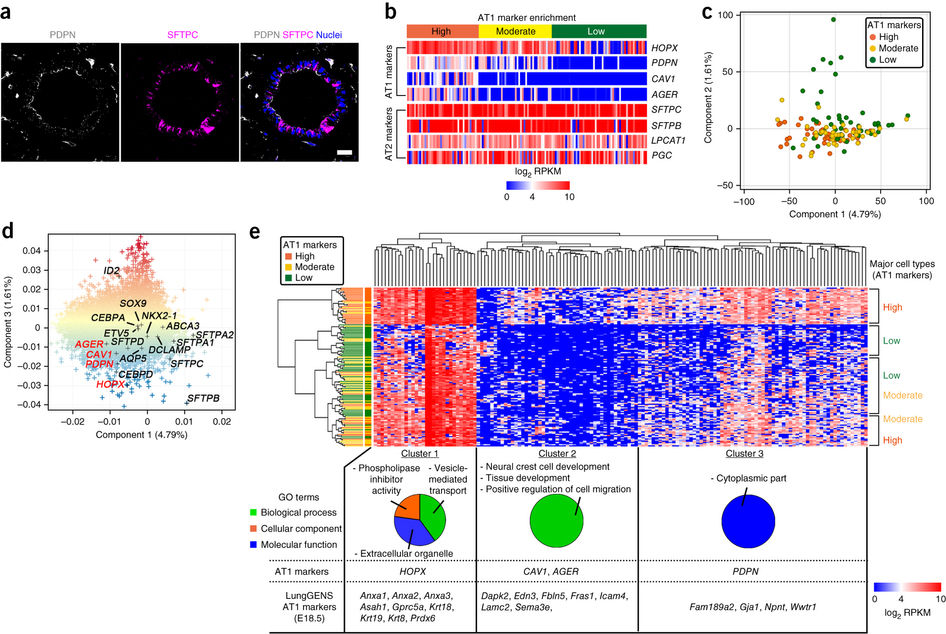 a
PDPN
SFTPC
PDPN SFTPC Nuclei
b
AT1 marker enrichment
High
Moderate
Low
AT1 markers
HOPX
PDPN
CAV1
AGER
AT2 markers
SFTPC
SFTPB
LPCAT1
PGC
log2 RPKM
0 4 10
c
AT1 markers
High
Moderate
Low
Component 2 (1.61%)
100
50
0
−50
−100 −50 0 50 100
Component 1 (4.79%)
d
Component 3 (1.61%)
0.04
0.03
0.02
0.01
0
−0.01
−0.02
−0.03
−0.04
ID2
SOX9
CEBPA
NKX2-1
ETV5
ABCA3
SFTPA2
AGER
SFTPD
SFTPA1
CAV1
DCLAMP
PDPN
AQP5
SFTPC
CEBPD
HOPX
SFTPB
−0.02 −0.01 0 0.01 0.02
Component 1 (4.79%)
e
AT1 markers
High
Moderate
Low
Major cell types
(AT1 markers)
High
Low
Low
Moderate
Moderate
High
Cluster 1
Cluster 2
Cluster 3
GO terms
Biological process
Cellular component
Molecular function
- Phospholipase
inhibitor
activity
- Vesicle-
mediated
transport
- Extracellular organelle
- Neural crest cell development
- Tissue development
- Positive regulation of cell migration
- Cytoplasmic part
AT1 markers
HOPX
CAV1, AGER
PDPN
LungGENS
AT1 markers
(E18.5)
Anxa1, Anxa2, Anxa3,
Asah1, Gprc5a, Krt18,
Krt19, Krt8, Prdx6
Dapk2, Edn3, Fbln5, Fras1, Icam4,
Lamc2, Sema3e,
Fam189a2, Gja1, Npnt, Wwtr1
0 4 10
log2 RPKM